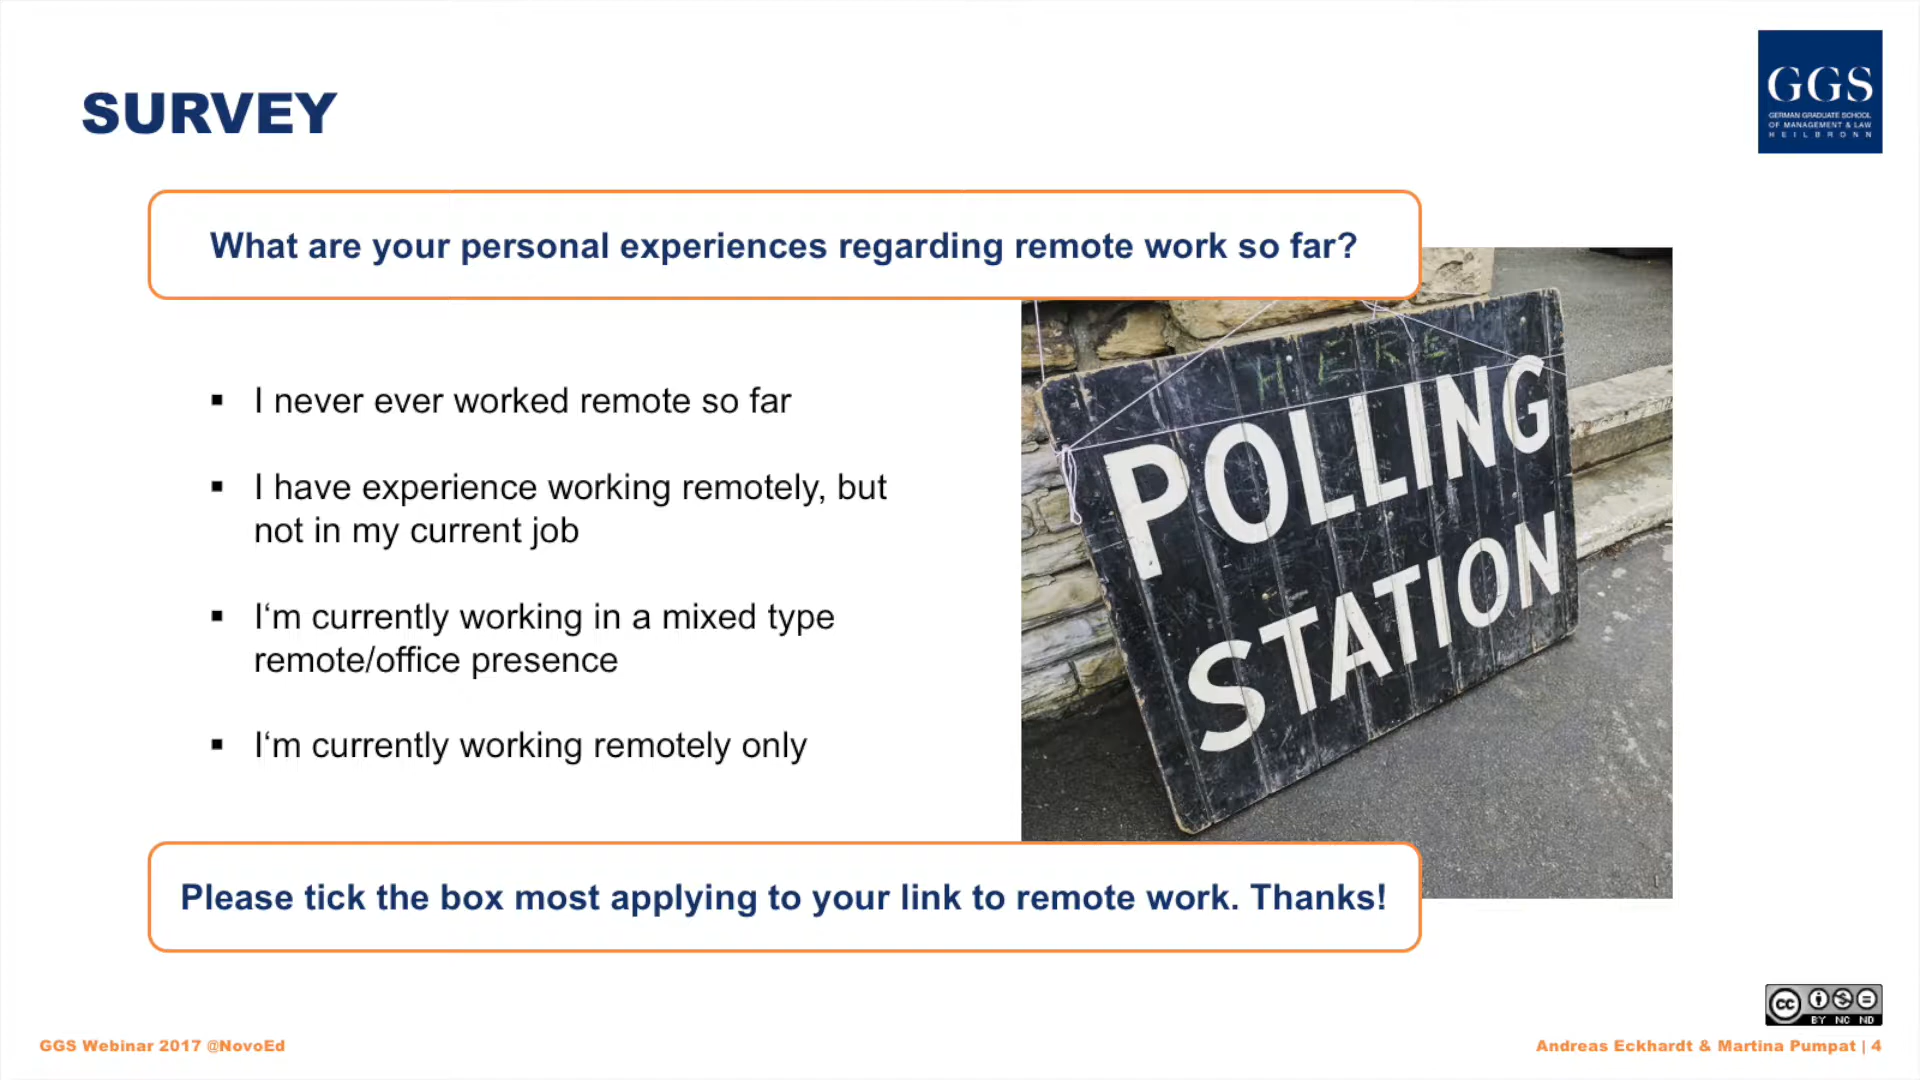 SURVEY
GGS
GERMAN GRADUATE SCHOOL
OF MANAGEMENT & LAW
HEILBRONN
What are your personal experiences regarding remote work so far?
▪ I never ever worked remote so far
▪ I have experience working remotely, but
not in my current job
▪ I‘m currently working in a mixed type
remote/office presence
▪ I‘m currently working remotely only
HERE
POLLING
STATION
Please tick the box most applying to your link to remote work. Thanks!
cc
BY NC ND
GGS Webinar 2017 @NovoEd
Andreas Eckhardt & Martina Pumpat | 4